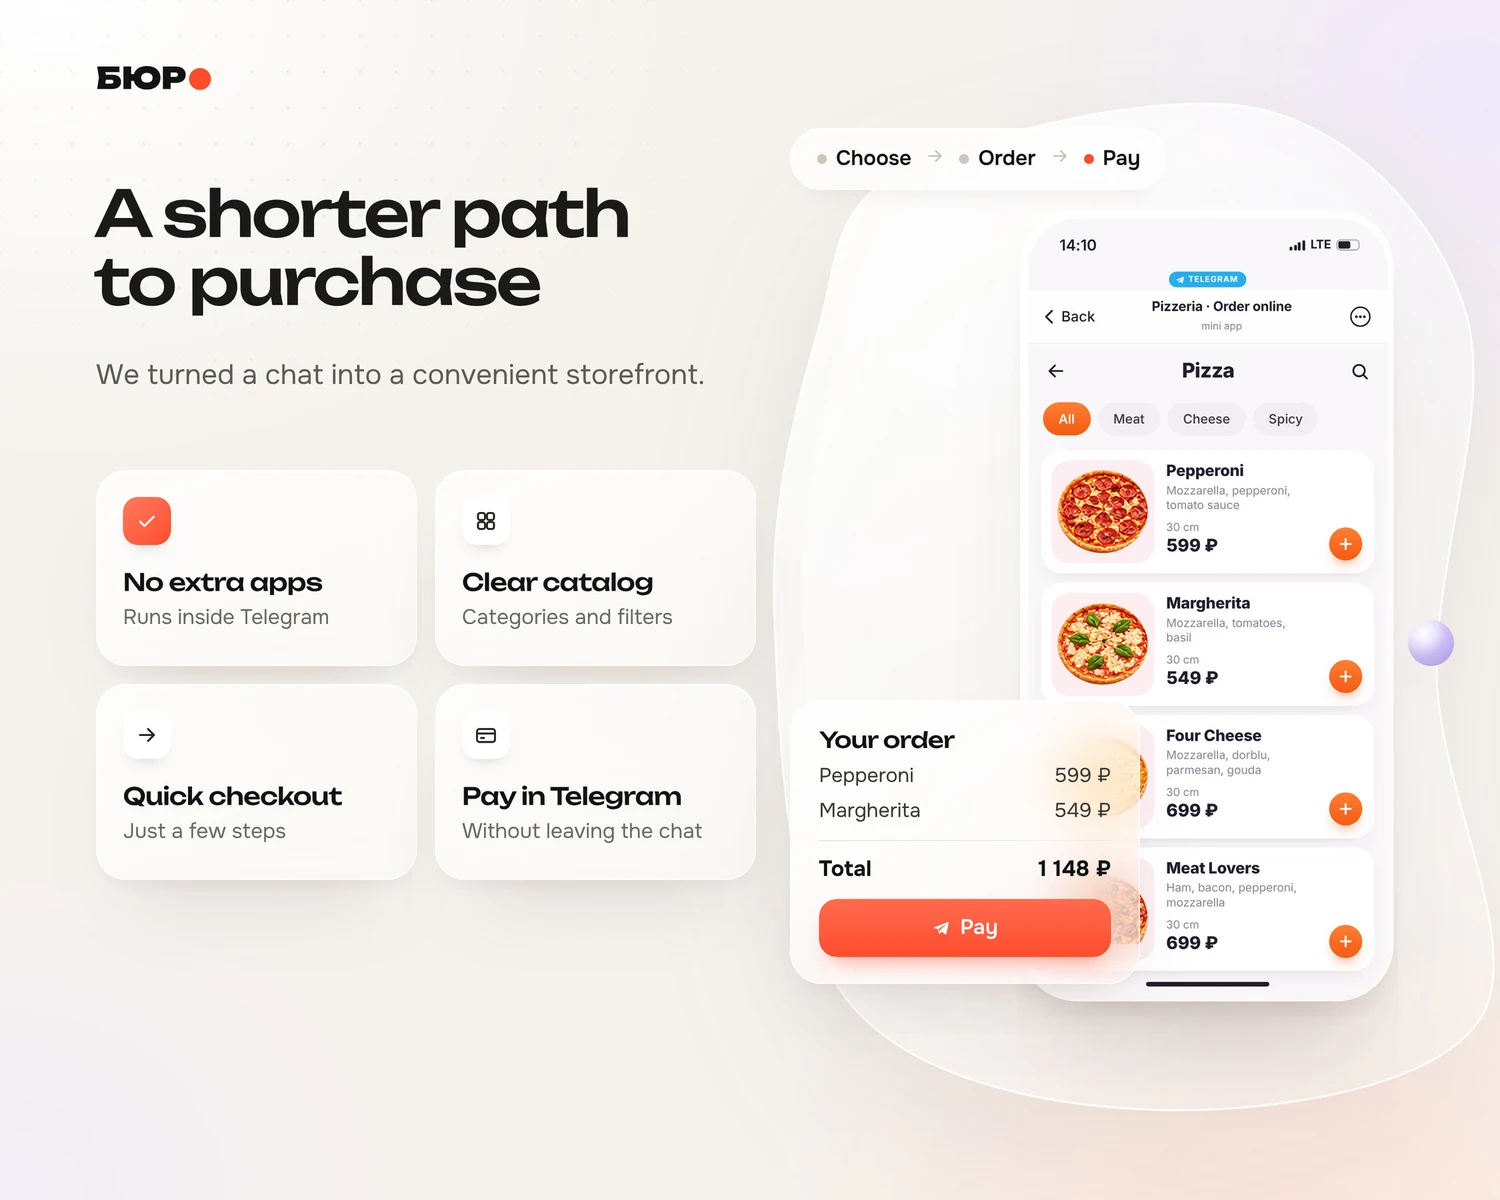 БЮР
A shorter path
to purchase
We turned a chat into a convenient storefront.
No extra apps
Runs inside Telegram
Clear catalog
Categories and filters
Quick checkout
Just a few steps
Pay in Telegram
Without leaving the chat
Choose → Order → Pay
14:10 LTE
TELEGRAM
Back
Pizzeria · Order online
mini app
Pizza
All Meat Cheese Spicy
Pepperoni
Mozzarella, pepperoni,
tomato sauce
30 cm
599 ₽
Margherita
Mozzarella, tomatoes,
basil
30 cm
549 ₽
Four Cheese
Mozzarella, dorblu,
parmesan, gouda
30 cm
699 ₽
Meat Lovers
Ham, bacon, pepperoni,
mozzarella
30 cm
699 ₽
Your order
Pepperoni 599 ₽
Margherita 549 ₽
Total 1 148 ₽
Pay